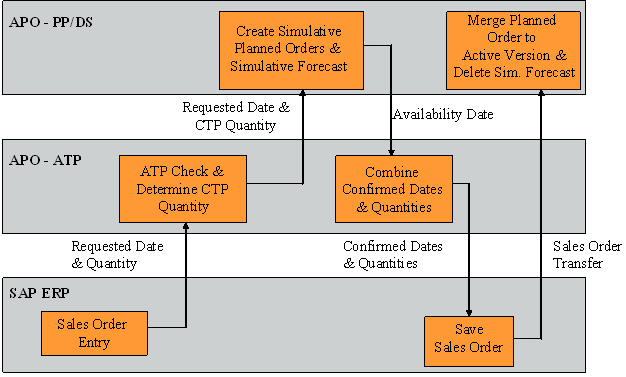 APO - PP/DS
Create Simulative
Planned Orders &
Simulative Forecast
Merge Planned
Order to
Active Version &
Delete Sim. Forecast
Requested Date &
CTP Quantity
Availability Date
APO - ATP
ATP Check &
Determine CTP
Quantity
Combine
Confirmed Dates
& Quantities
Requested Date
& Quantity
Confirmed Dates
& Quantities
Sales Order
Transfer
SAP ERP
Sales Order
Entry
Save
Sales Order